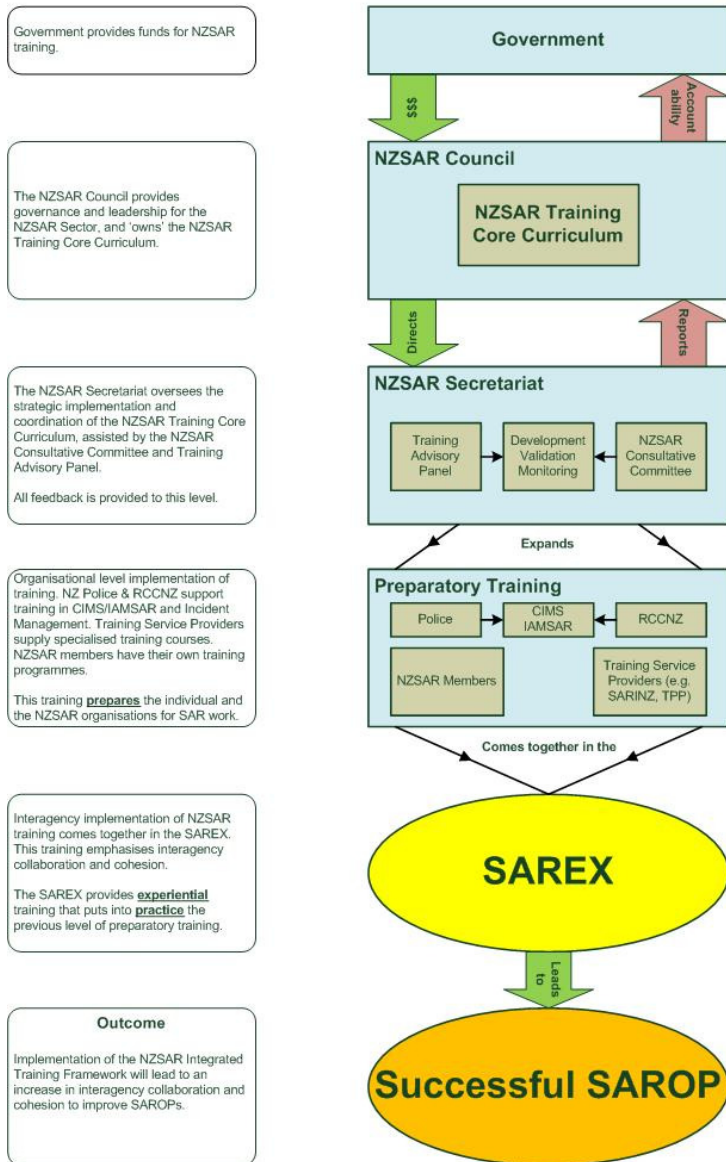 Government provides funds for NZSAR
training.
Government
$$$
Account
ability
The NZSAR Council provides
governance and leadership for the
NZSAR Sector, and 'owns' the NZSAR
Training Core Curriculum.
NZSAR Council
NZSAR Training
Core Curriculum
Directs
Reports
The NZSAR Secretariat oversees the
strategic implementation and
coordination of the NZSAR Training Core
Curriculum, assisted by the NZSAR
Consultative Committee and Training
Advisory Panel.
All feedback is provided to this level.
NZSAR Secretariat
Training
Advisory
Panel
Development
Validation
Monitoring
NZSAR
Consultative
Committee
Expands
Organisational level implementation of
training. NZ Police & RCCNZ support
training in CIMS/IAMSAR and Incident
Management. Training Service Providers
supply specialised training courses.
NZSAR members have their own training
programmes.
This training prepares the individual and
the NZSAR organisations for SAR work.
Preparatory Training
Police
CIMS
IAMSAR
RCCNZ
NZSAR Members
Training Service
Providers (e.g.
SARINZ, TPP)
Comes together in the
Interagency implementation of NZSAR
training comes together in the SAREX.
This training emphasises interagency
collaboration and cohesion.
The SAREX provides experiential
training that puts into practice the
previous level of preparatory training.
SAREX
Leads
to
Outcome
Implementation of the NZSAR Integrated
Training Framework will lead to an
increase in interagency collaboration and
cohesion to improve SAROPs.
Successful SAROP